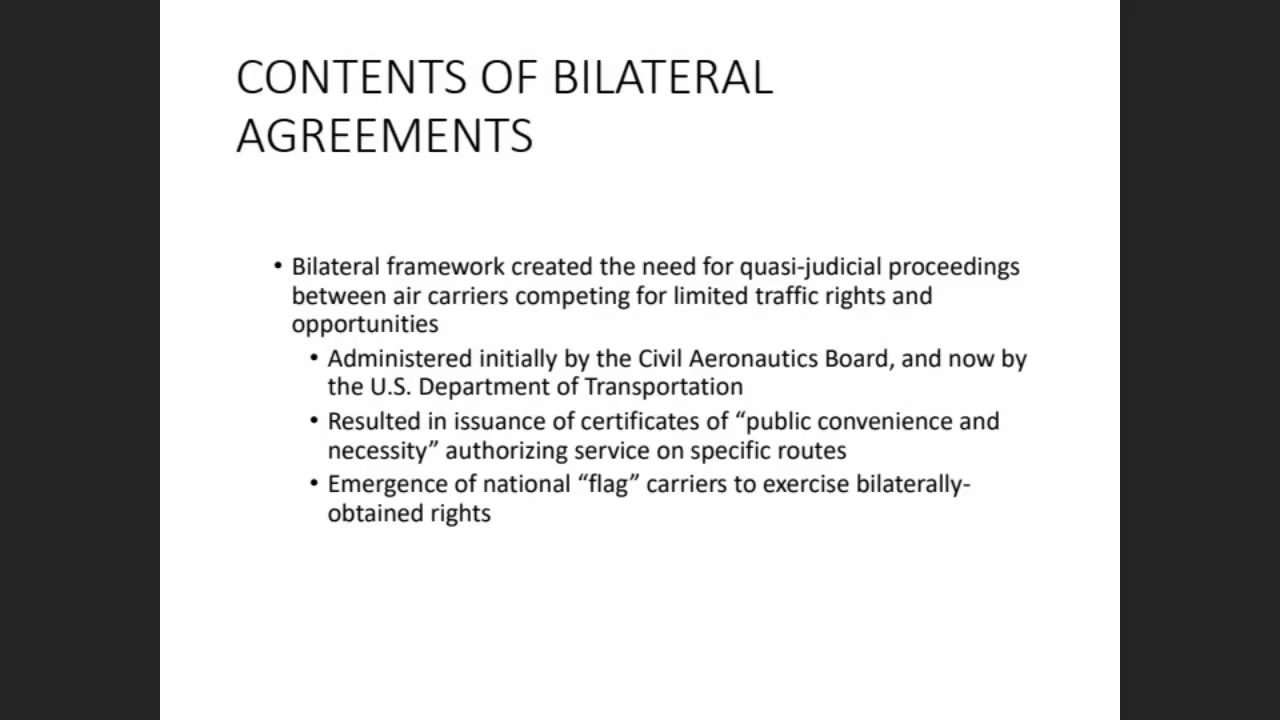 CONTENTS OF BILATERAL
AGREEMENTS
• Bilateral framework created the need for quasi-judicial proceedings
between air carriers competing for limited traffic rights and
opportunities
• Administered initially by the Civil Aeronautics Board, and now by
the U.S. Department of Transportation
• Resulted in issuance of certificates of “public convenience and
necessity” authorizing service on specific routes
• Emergence of national “flag” carriers to exercise bilaterally-
obtained rights